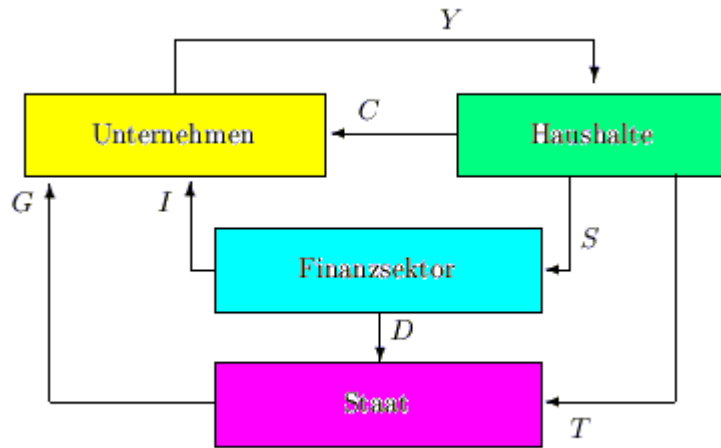 Y
Unternehmen
C
Haushalte
G
I
S
Finanzsektor
D
Staat
T